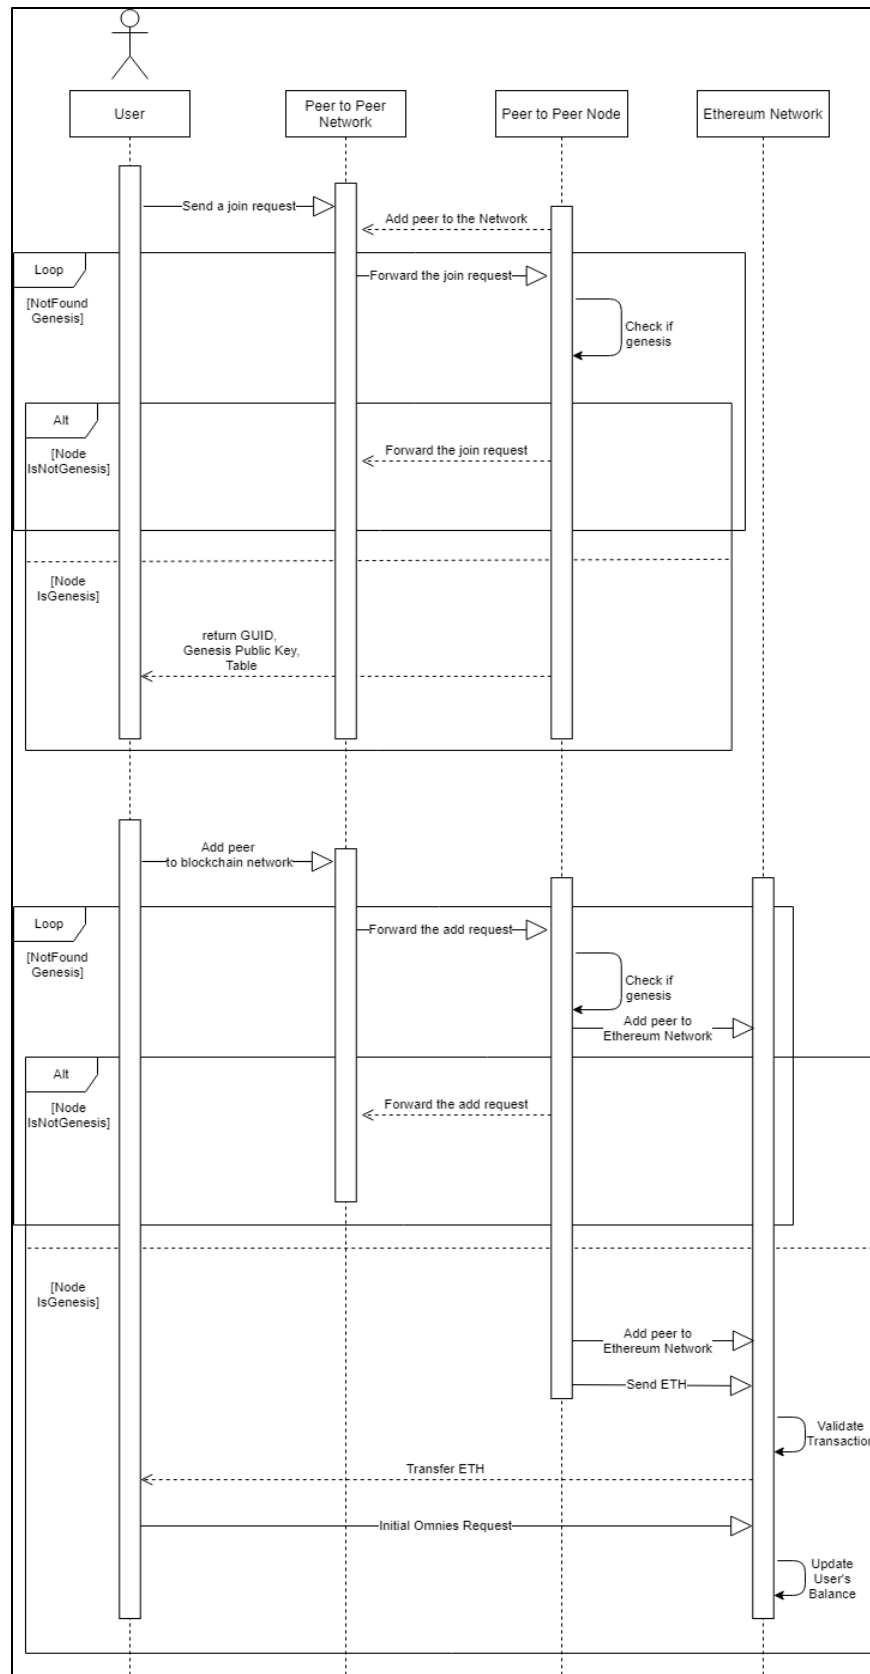 User
Peer to Peer
Network
Peer to Peer Node
Ethereum Network
Send a join request
Add peer to the Network
Loop
Forward the join request
[NotFound
Genesis]
Check if
genesis
Alt
[Node
IsNotGenesis]
Forward the join request
[Node
IsGenesis]
return GUID,
Genesis Public Key,
Table
Add peer
to blockchain network
Loop
Forward the add request
[NotFound
Genesis]
Check if
genesis
Add peer to
Ethereum Network
Alt
[Node
IsNotGenesis]
Forward the add request
[Node
IsGenesis]
Add peer to
Ethereum Network
Send ETH
Validate
Transaction
Transfer ETH
Initial Omnies Request
Update
User's
Balance